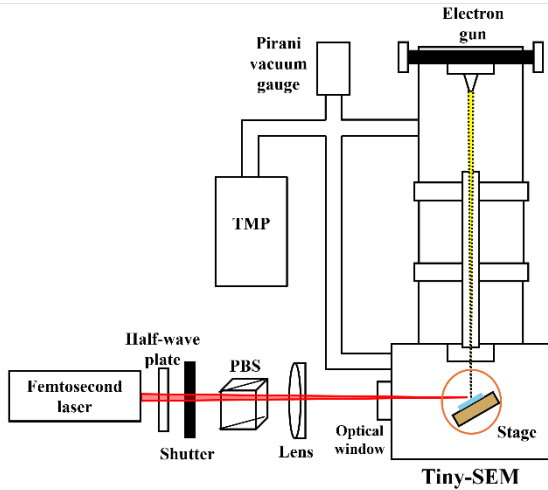 Electron
gun
Pirani
vacuum
gauge
TMP
Half-wave
plate
PBS
Femtosecond
laser
Shutter
Lens
Optical
window
Stage
Tiny-SEM